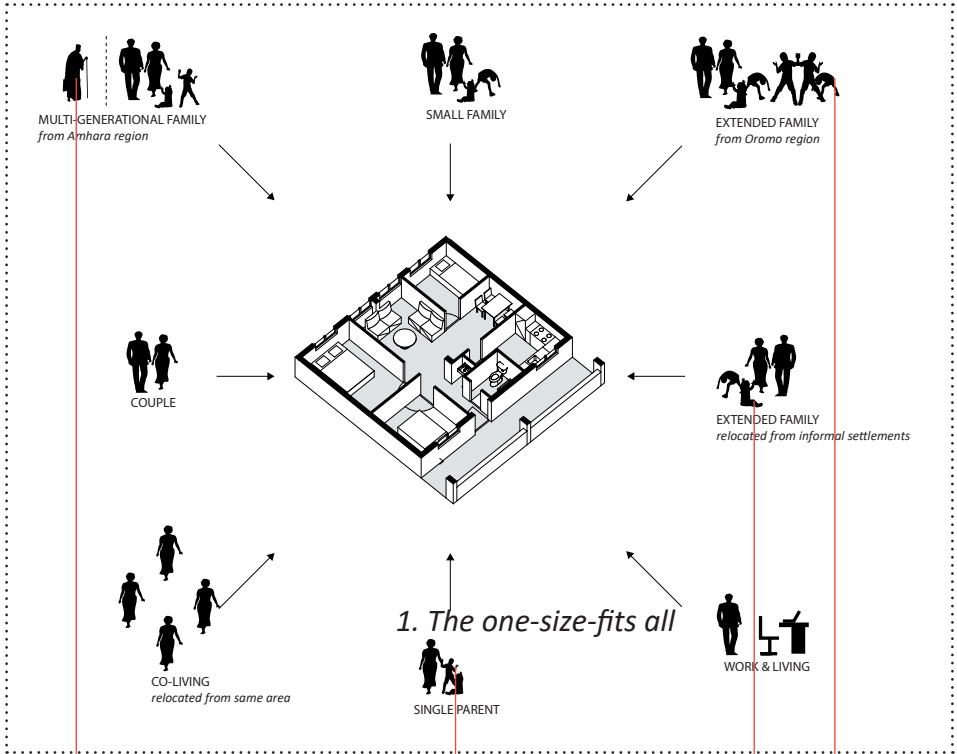 MULTI-GENERATIONAL FAMILY
from Amhara region
SMALL FAMILY
EXTENDED FAMILY
from Oromo region
COUPLE
EXTENDED FAMILY
relocated from informal settlements
1. The one-size-fits all
CO-LIVING
relocated from same area
SINGLE PARENT
WORK & LIVING